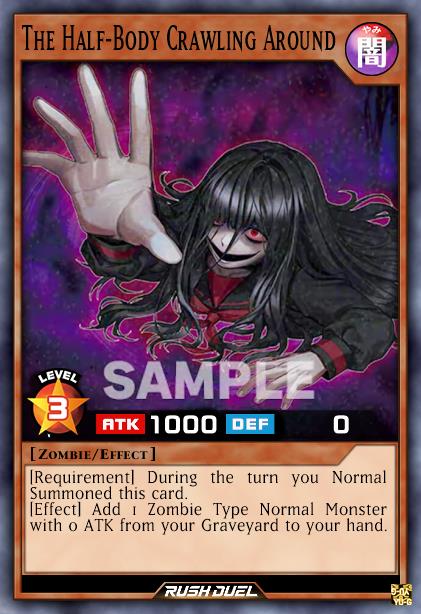 The Half-Body Crawling Around
やみ
闇
SAMPLE
LEVEL
3
ATK 1000 DEF 0
[Zombie/Effect]
[Requirement] During the turn you Normal
Summoned this card.
[Effect] Add 1 Zombie Type Normal Monster
with 0 ATK from your Graveyard to your hand.
RUSH DUEL